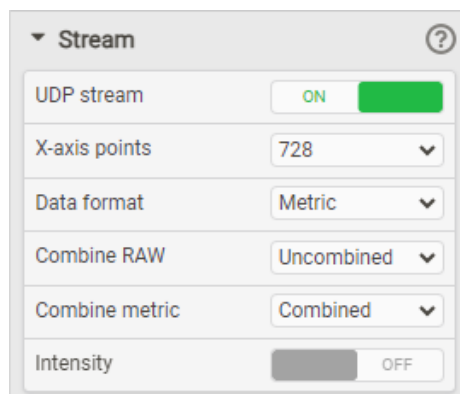 Stream ?
UDP stream ON
X-axis points 728
Data format Metric
Combine RAW Uncombined
Combine metric Combined
Intensity OFF